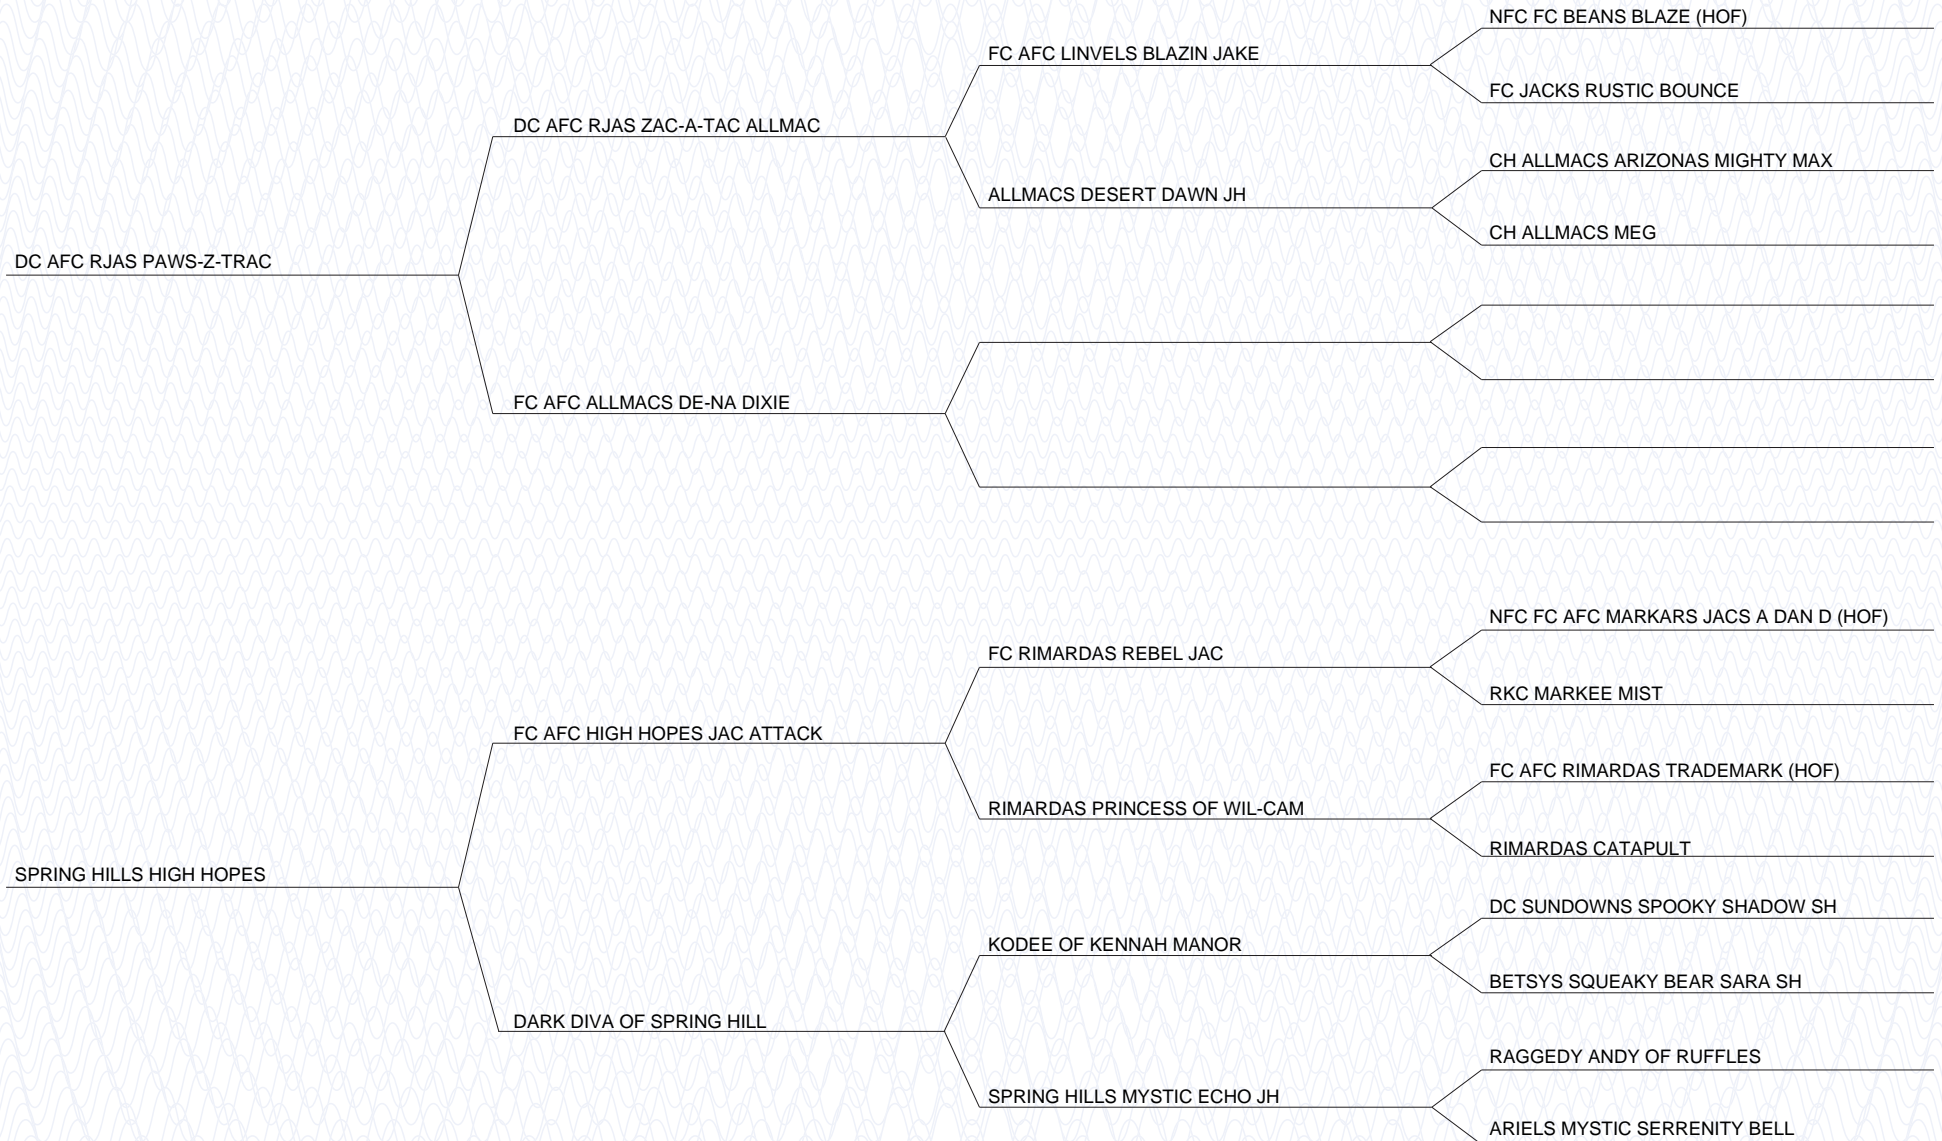 NFC FC BEANS BLAZE (HOF)
FC AFC LINVELS BLAZIN JAKE
FC JACKS RUSTIC BOUNCE
DC AFC RJAS ZAC-A-TAC ALLMAC
CH ALLMACS ARIZONAS MIGHTY MAX
ALLMACS DESERT DAWN JH
CH ALLMACS MEG
DC AFC RJAS PAWS-Z-TRAC
FC AFC ALLMACS DE-NA DIXIE
NFC FC AFC MARKARS JACS A DAN D (HOF)
FC RIMARDAS REBEL JAC
RKC MARKEE MIST
FC AFC HIGH HOPES JAC ATTACK
FC AFC RIMARDAS TRADEMARK (HOF)
RIMARDAS PRINCESS OF WIL-CAM
RIMARDAS CATAPULT
SPRING HILLS HIGH HOPES
DC SUNDOWNS SPOOKY SHADOW SH
KODEE OF KENNAH MANOR
BETSYS SQUEAKY BEAR SARA SH
DARK DIVA OF SPRING HILL
RAGGEDY ANDY OF RUFFLES
SPRING HILLS MYSTIC ECHO JH
ARIELS MYSTIC SERRENITY BELL